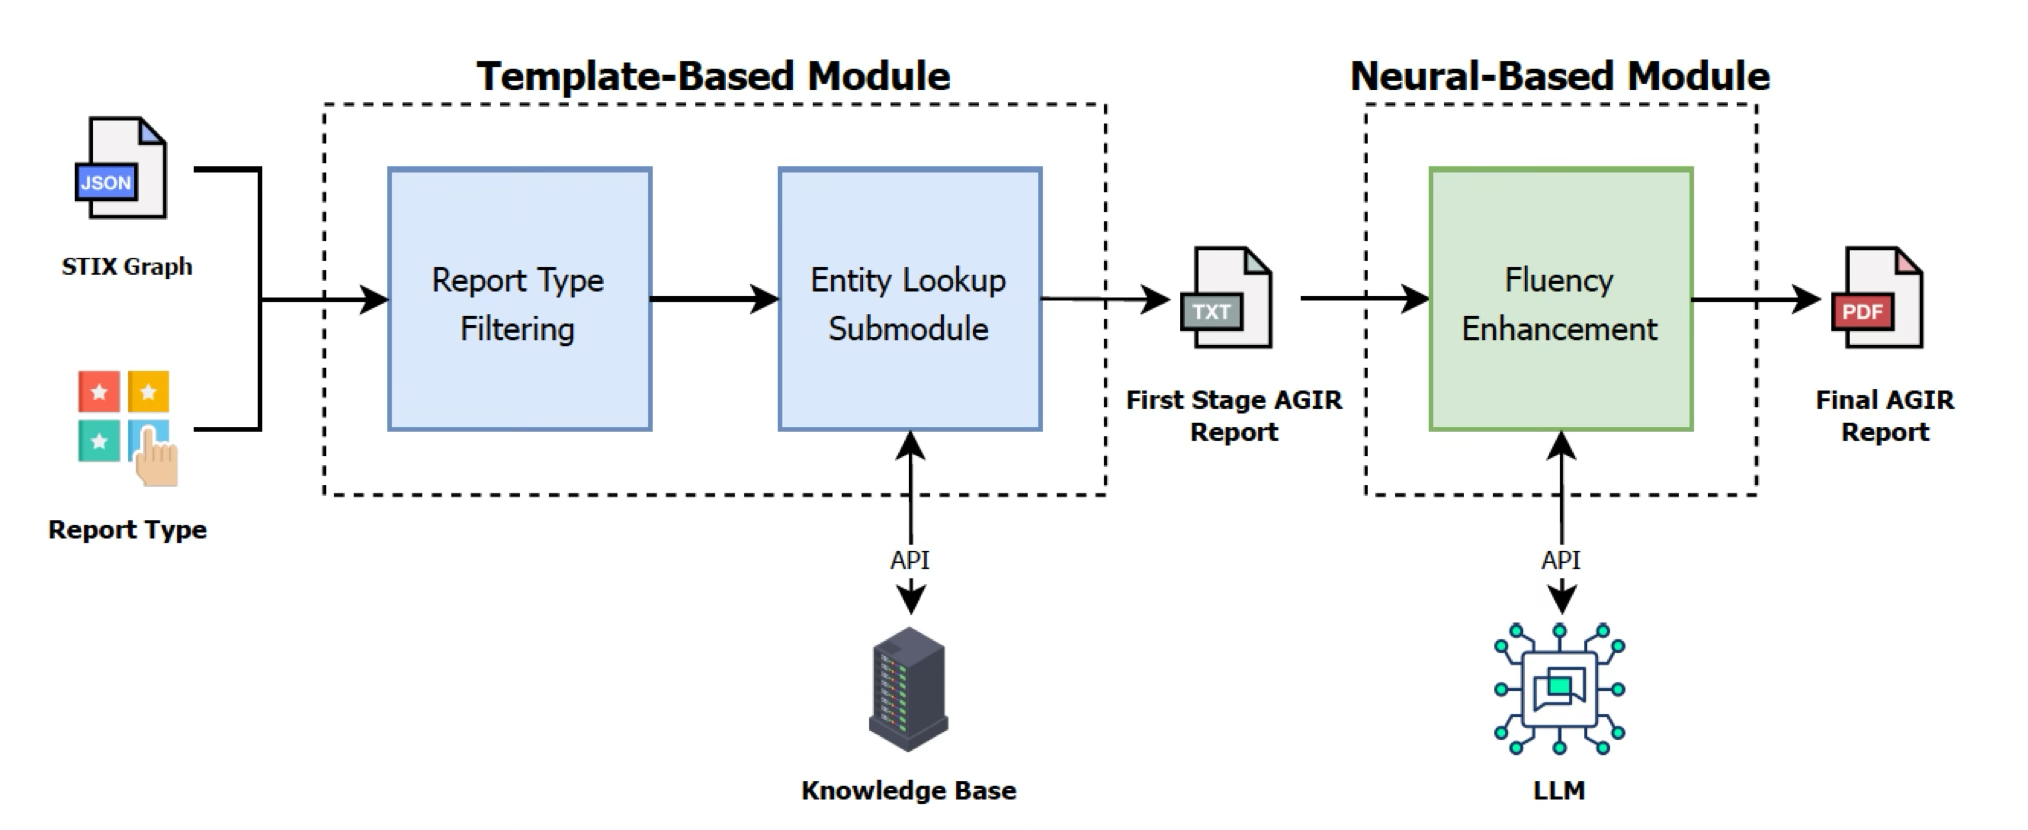 Template-Based Module
Neural-Based Module
JSON
STIX Graph
Report Type
Report Type
Filtering
Entity Lookup
Submodule
TXT
First Stage AGIR
Report
Fluency
Enhancement
PDF
Final AGIR
Report
API
Knowledge Base
API
LLM